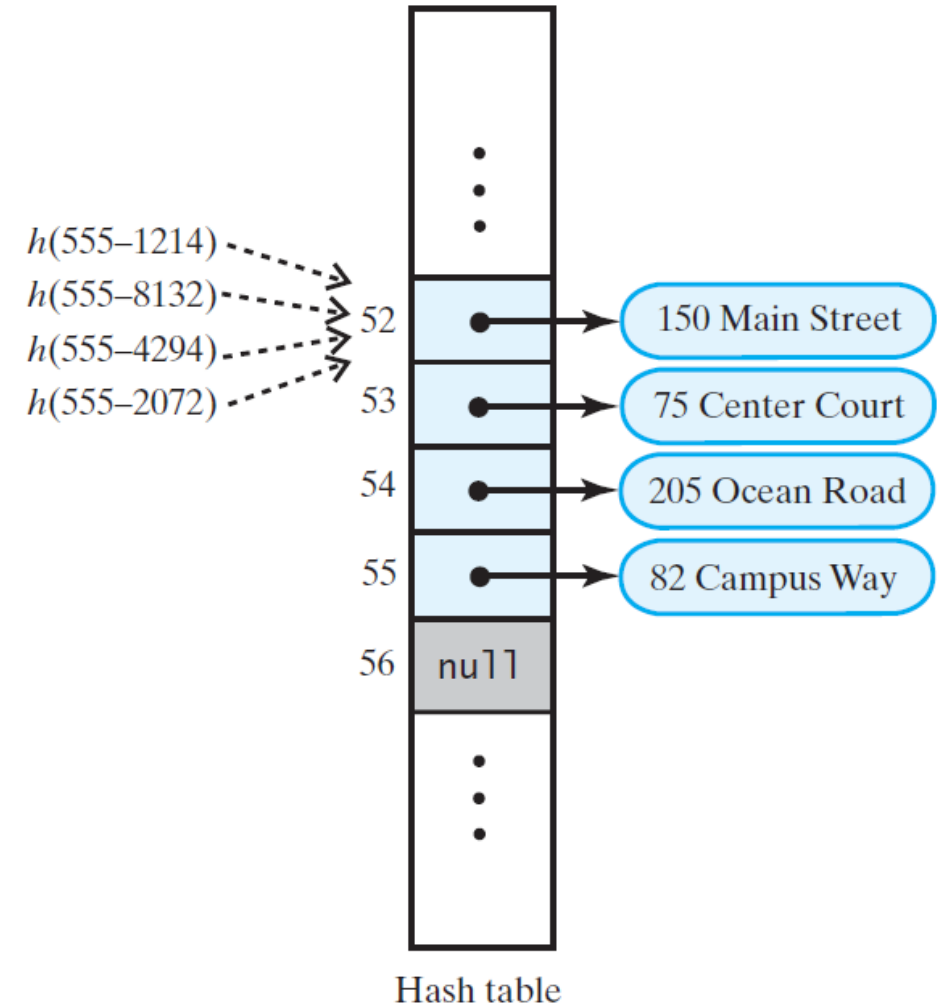 h(555–1214)
h(555–8132)
h(555–4294)
h(555–2072)
52
150 Main Street
53
75 Center Court
54
205 Ocean Road
55
82 Campus Way
56
null
Hash table